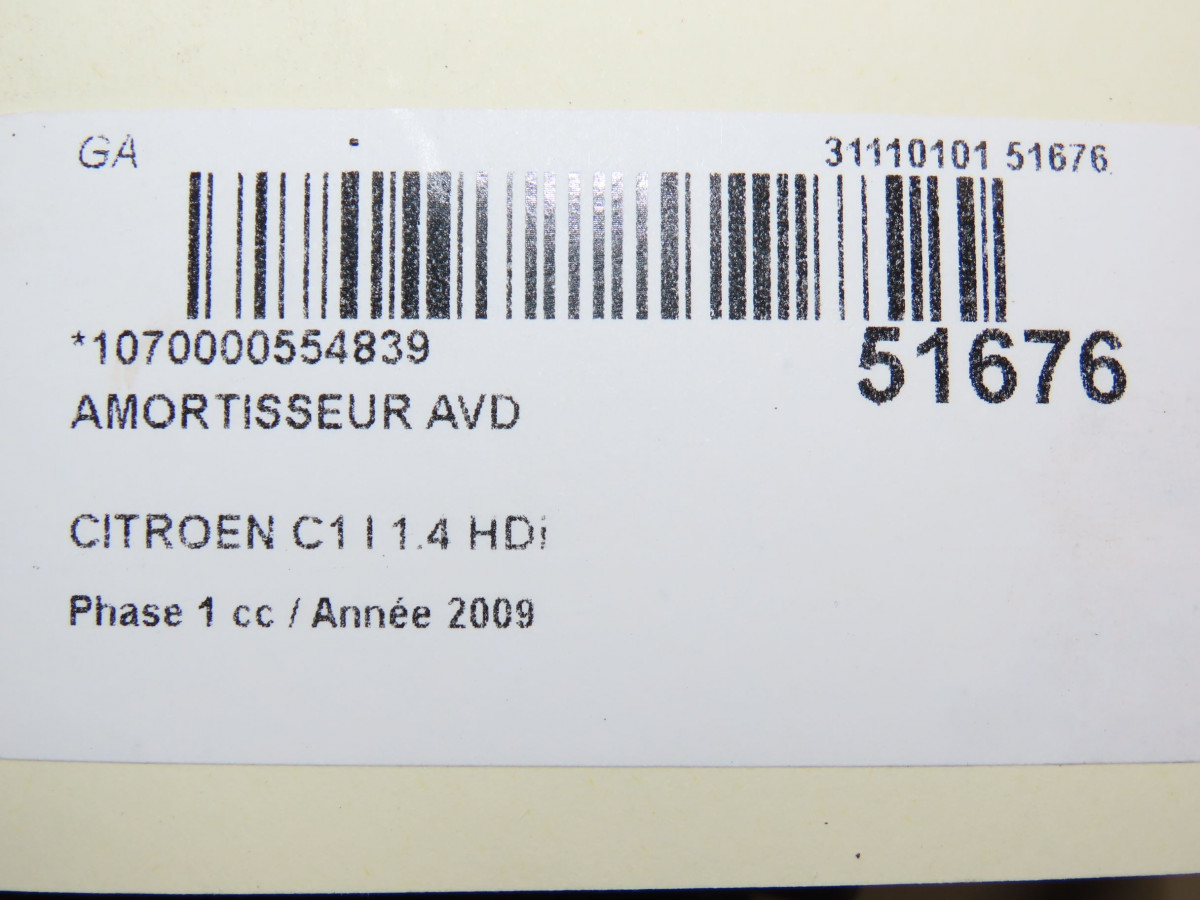 GA - 31110101 51676
*1070000554839
51676
AMORTISSEUR AVD
CITROEN C1 I 1.4 HDi
Phase 1 cc / Année 2009